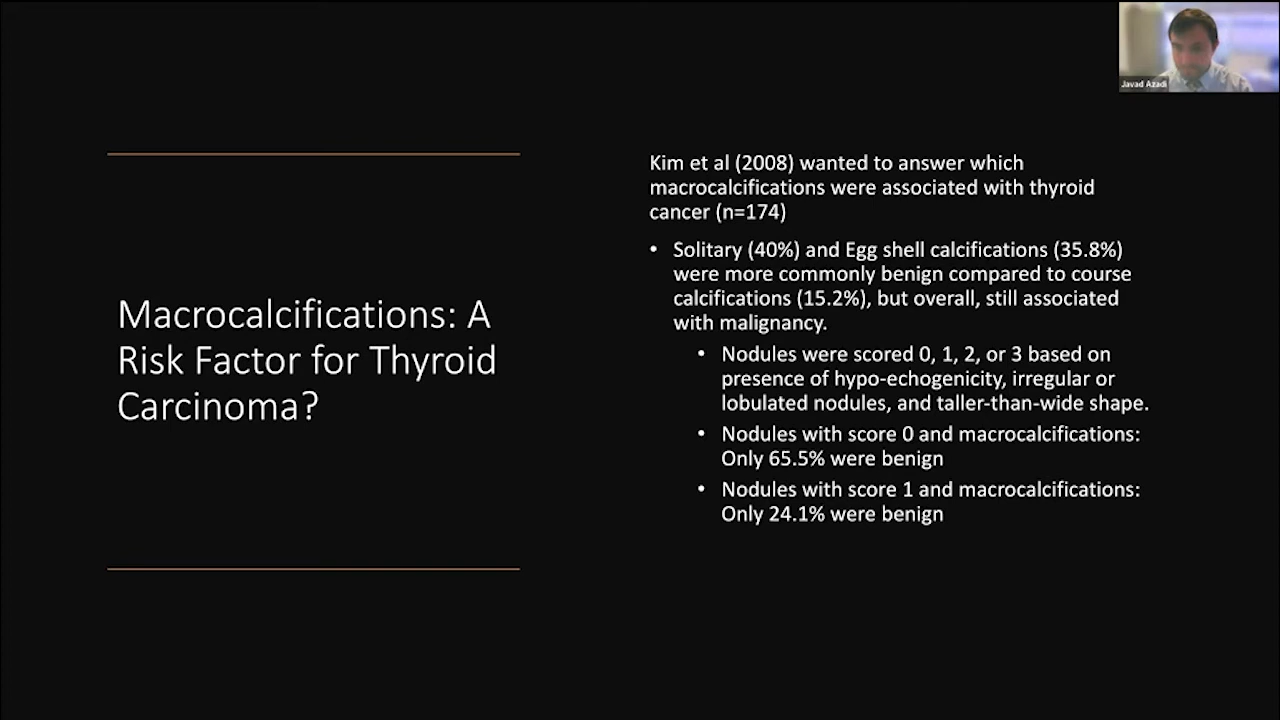 Javad Azadi
Macrocalcifications: A
Risk Factor for Thyroid
Carcinoma?
Kim et al (2008) wanted to answer which
macrocalcifications were associated with thyroid
cancer (n=174)
• Solitary (40%) and Egg shell calcifications (35.8%)
were more commonly benign compared to course
calcifications (15.2%), but overall, still associated
with malignancy.
• Nodules were scored 0, 1, 2, or 3 based on
presence of hypo-echogenicity, irregular or
lobulated nodules, and taller-than-wide shape.
• Nodules with score 0 and macrocalcifications:
Only 65.5% were benign
• Nodules with score 1 and macrocalcifications:
Only 24.1% were benign